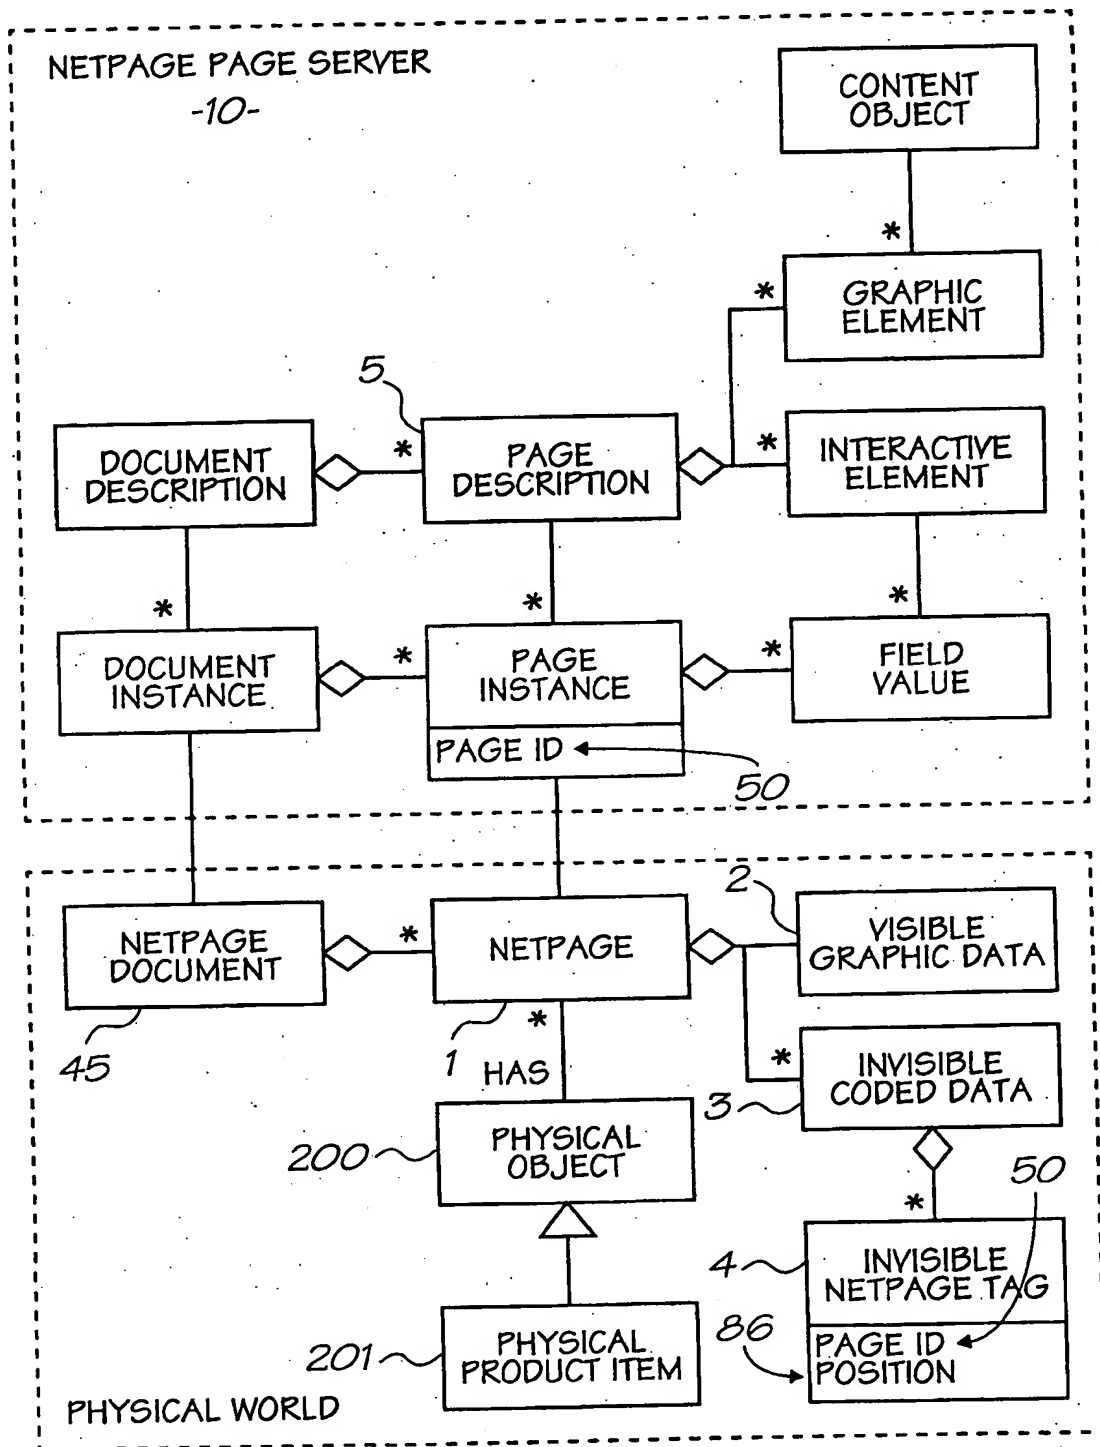 NETPAGE PAGE SERVER
-10-
CONTENT
OBJECT
*
GRAPHIC
ELEMENT
*
5
DOCUMENT
DESCRIPTION
*
PAGE
DESCRIPTION
*
INTERACTIVE
ELEMENT
*
*
*
DOCUMENT
INSTANCE
*
PAGE
INSTANCE
*
FIELD
VALUE
PAGE ID
50
2
NETPAGE
DOCUMENT
*
NETPAGE
VISIBLE
GRAPHIC DATA
45
1
*
HAS
*
3
INVISIBLE
CODED DATA
200
PHYSICAL
OBJECT
50
*
4
INVISIBLE
NETPAGE TAG
86
PAGE ID
POSITION
201
PHYSICAL
PRODUCT ITEM
PHYSICAL WORLD